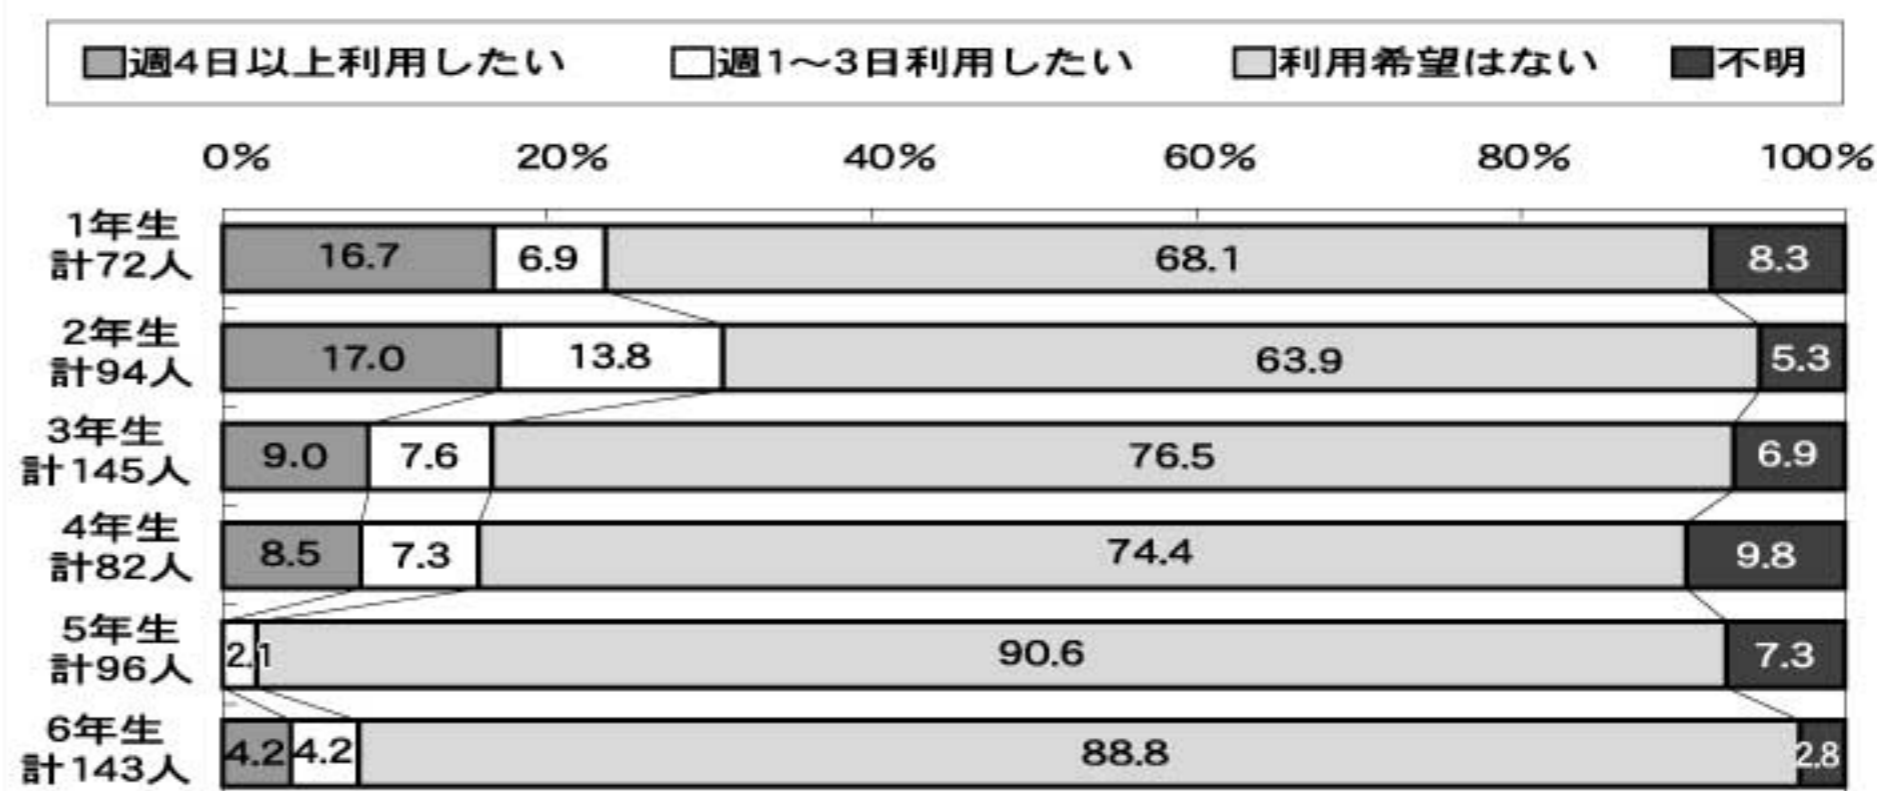 週4日以上利用したい 週1～3日利用したい 利用希望はない 不明
0% 20% 40% 60% 80% 100%
1年生
計72人
16.7 6.9 68.1 8.3
2年生
計94人
17.0 13.8 63.9 5.3
3年生
計145人
9.0 7.6 76.5 6.9
4年生
計82人
8.5 7.3 74.4 9.8
5年生
計96人
2.1 90.6 7.3
6年生
計143人
4.2 4.2 88.8 2.8